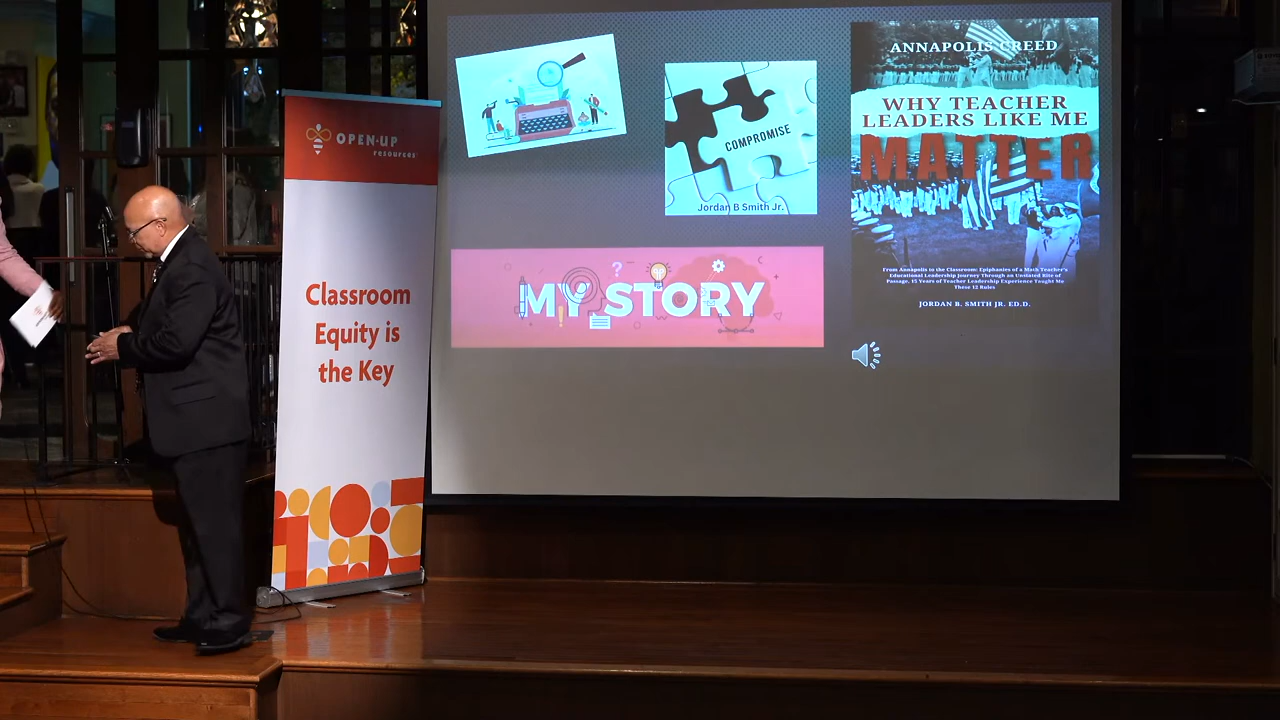 OPEN-UP
resources
Classroom
Equity is
the Key
COMPROMISE
Jordan B Smith Jr.
MY STORY
ANNAPOLIS CREED
WHY TEACHER
LEADERS LIKE ME
MATTER
From Annapolis to the Classroom: Epiphanies of a Math Teacher's
Educational Leadership Journey Through an Unstated Rite of
Passage, 15 Years of Teacher Leadership Experience Taught Me
These 12 Rules
JORDAN B. SMITH JR. ED.D.